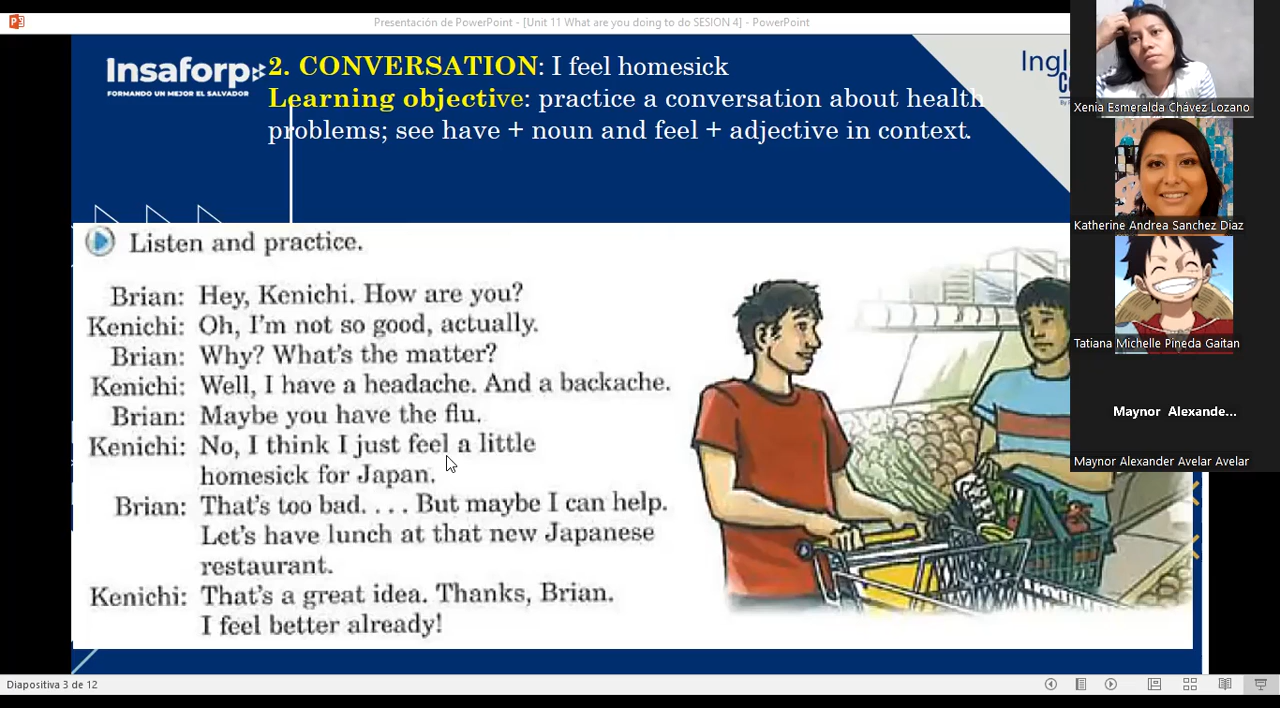 Presentación de PowerPoint - [Unit 11 What are you doing to do SESION 4] - PowerPoint
Insaforp
FORMANDO UN MEJOR EL SALVADOR
2. CONVERSATION: I feel homesick
Learning objective: practice a conversation about health
problems; see have + noun and feel + adjective in context.
Listen and practice.
Brian: Hey, Kenichi. How are you?
Kenichi: Oh, I'm not so good, actually.
Brian: Why? What's the matter?
Kenichi: Well, I have a headache. And a backache.
Brian: Maybe you have the flu.
Kenichi: No, I think I just feel a little
homesick for Japan.
Brian: That's too bad. . . . But maybe I can help.
Let's have lunch at that new Japanese
restaurant.
Kenichi: That's a great idea. Thanks, Brian.
I feel better already!
Xenia Esmeralda Chávez Lozano
Katherine Andrea Sanchez Diaz
Tatiana Michelle Pineda Gaitan
Maynor Alexande...
Maynor Alexander Avelar Avelar
Diapositiva 3 de 12